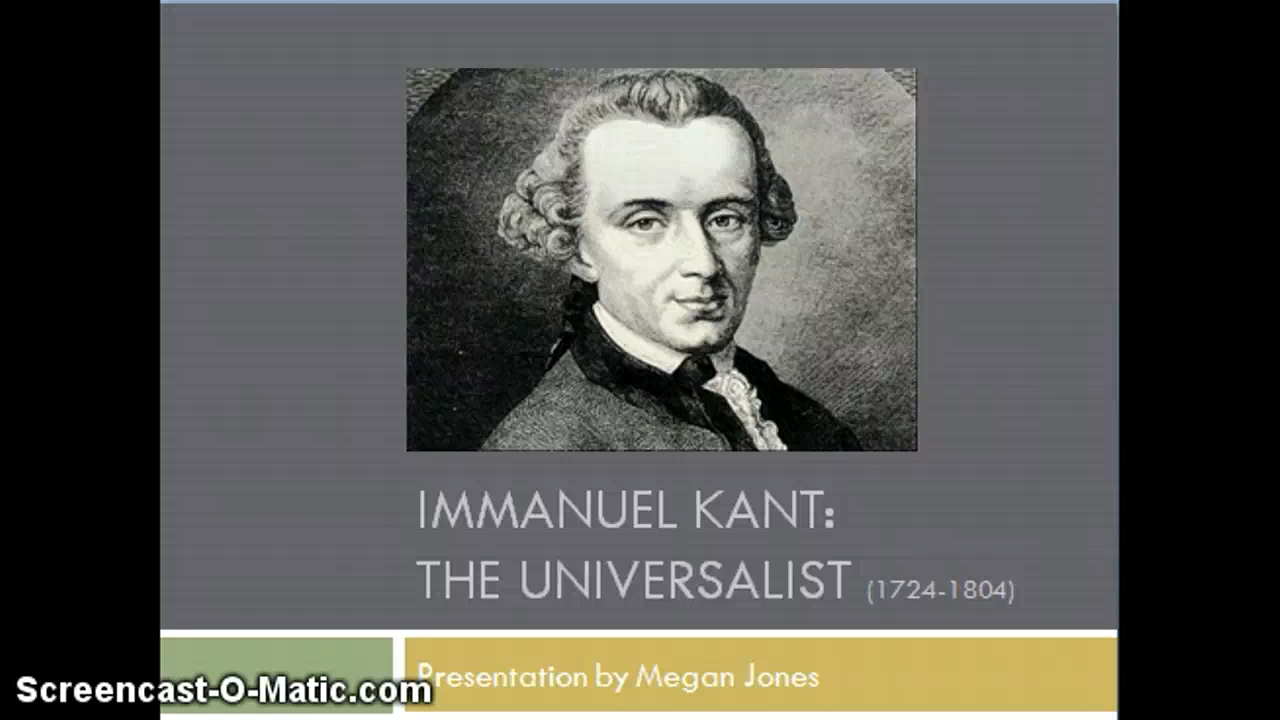 IMMANUEL KANT:
THE UNIVERSALIST (1724-1804)
Presentation by Megan Jones
Screencast-O-Matic.com